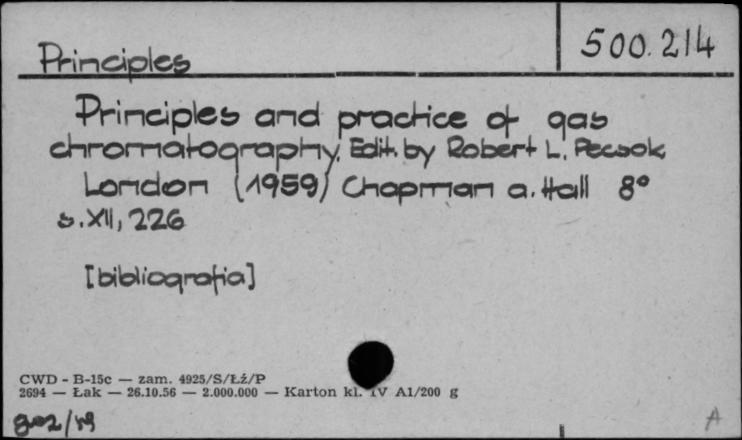 Principles
500.214
Principles and practice of gas
chromatography. Edit. by Robert L. Pecsok,
London (1959) Chapman a. Hall 8°
s. XII, 226
[bibliografia]
CWD - B-15c — zam. 4925/S/Łż/P
2694 — Łak — 26.10.56 — 2.000.000 — Karton kl. IV A1/200 g
A